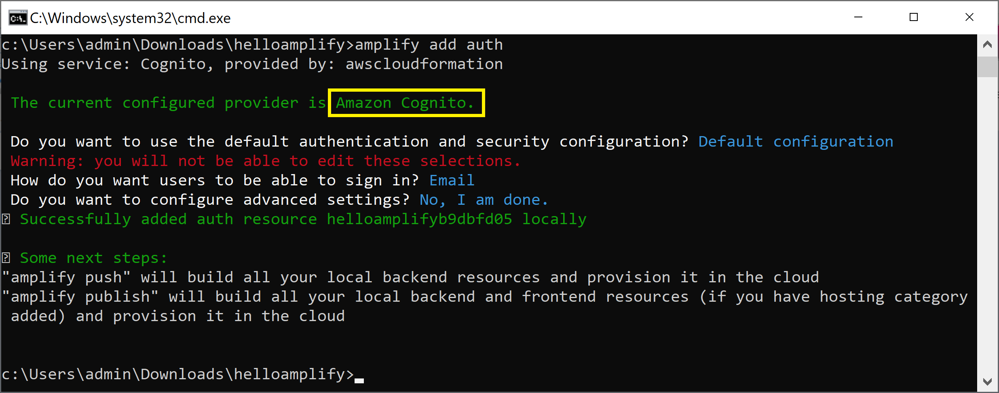 C:\Windows\system32\cmd.exe
c:\Users\admin\Downloads\helloamplify>amplify add auth
Using service: Cognito, provided by: awscloudformation
The current configured provider is Amazon Cognito.
Do you want to use the default authentication and security configuration? Default configuration
Warning: you will not be able to edit these selections.
How do you want users to be able to sign in? Email
Do you want to configure advanced settings? No, I am done.
Successfully added auth resource helloamplifyb9dbfd05 locally
Some next steps:
"amplify push" will build all your local backend resources and provision it in the cloud
"amplify publish" will build all your local backend and frontend resources (if you have hosting category
added) and provision it in the cloud
c:\Users\admin\Downloads\helloamplify>